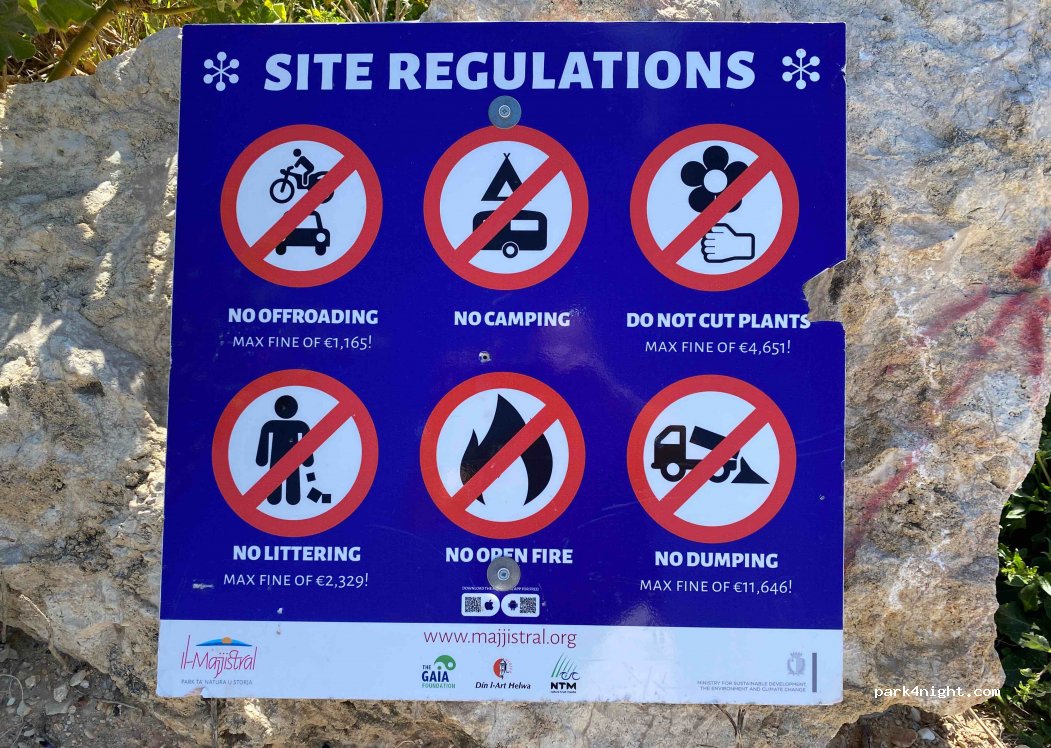 SITE REGULATIONS
NO OFFROADING
MAX FINE OF €1,165!
NO CAMPING
DO NOT CUT PLANTS
MAX FINE OF €4,651!
NO LITTERING
MAX FINE OF €2,329!
NO OPEN FIRE
NO DUMPING
MAX FINE OF €11,646!
www.majjistral.org
il-Majjistral
PARK TA' NATURA U STORJA
THE
GAIA
FOUNDATION
Din l-Art Ħelwa
NTM
MINISTRY FOR SUSTAINABLE DEVELOPMENT,
THE ENVIRONMENT AND CLIMATE CHANGE
park4night.com